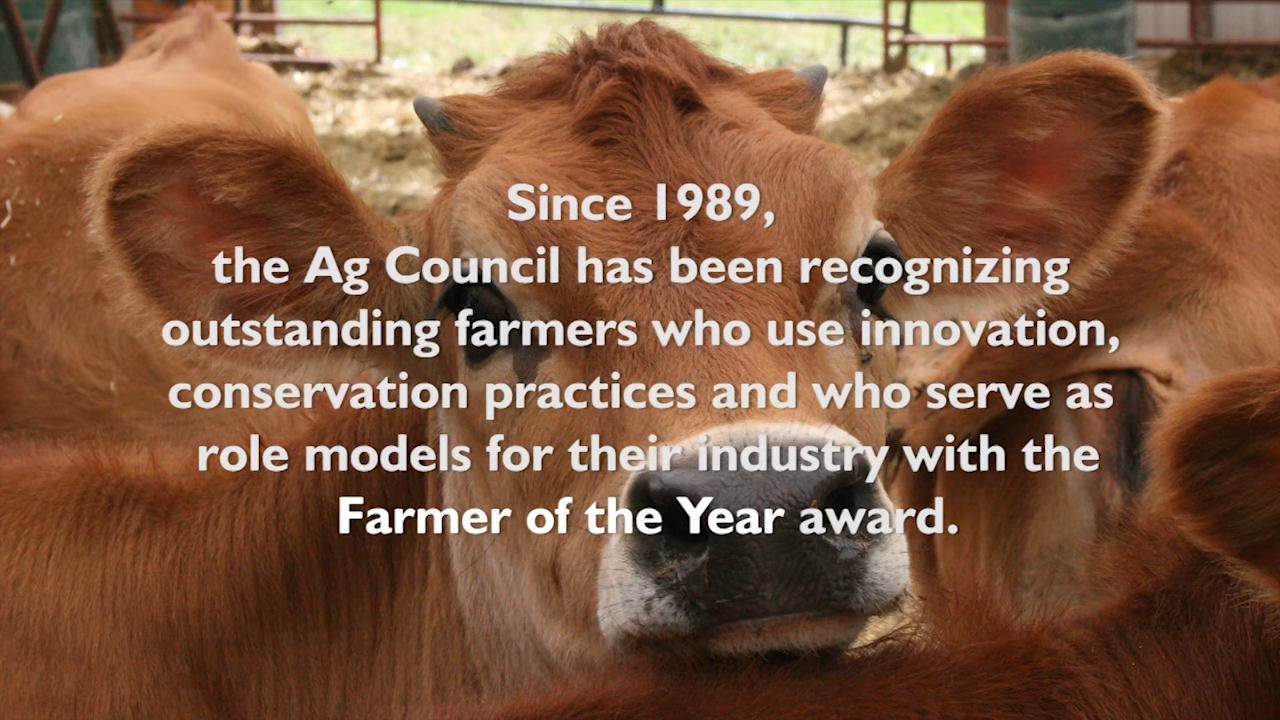 Since 1989,
the Ag Council has been recognizing
outstanding farmers who use innovation,
conservation practices and who serve as
role models for their industry with the
Farmer of the Year award.